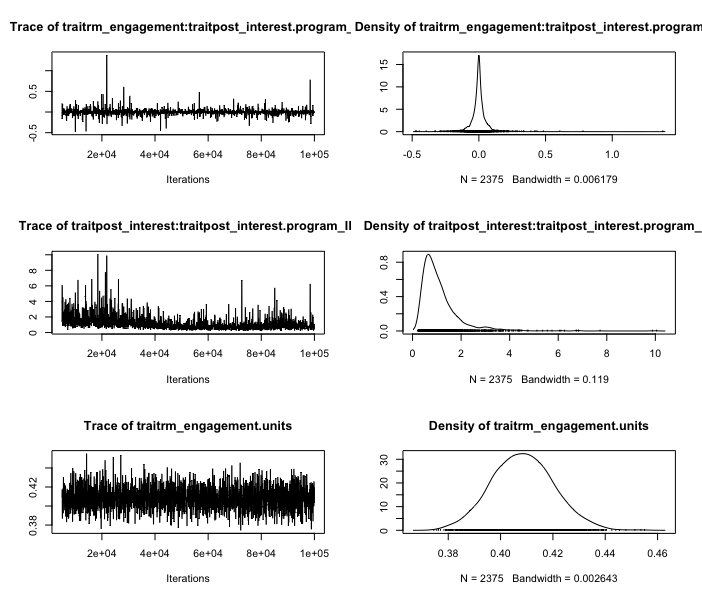 Trace of traitrm_engagement:traitpost_interest.program_
Density of traitrm_engagement:traitpost_interest.program
0.5
-0.5
2e+04 4e+04 6e+04 8e+04 1e+05
Iterations
15
10
5
0
-0.5 0.0 0.5 1.0
N = 2375 Bandwidth = 0.006179
Trace of traitpost_interest:traitpost_interest.program_II
Density of traitpost_interest:traitpost_interest.program_
8
6
4
2
0
2e+04 4e+04 6e+04 8e+04 1e+05
Iterations
0.8
0.4
0.0
0 2 4 6 8 10
N = 2375 Bandwidth = 0.119
Trace of traitrm_engagement.units
Density of traitrm_engagement.units
0.42
0.38
2e+04 4e+04 6e+04 8e+04 1e+05
Iterations
30
20
10
0
0.38 0.40 0.42 0.44 0.46
N = 2375 Bandwidth = 0.002643